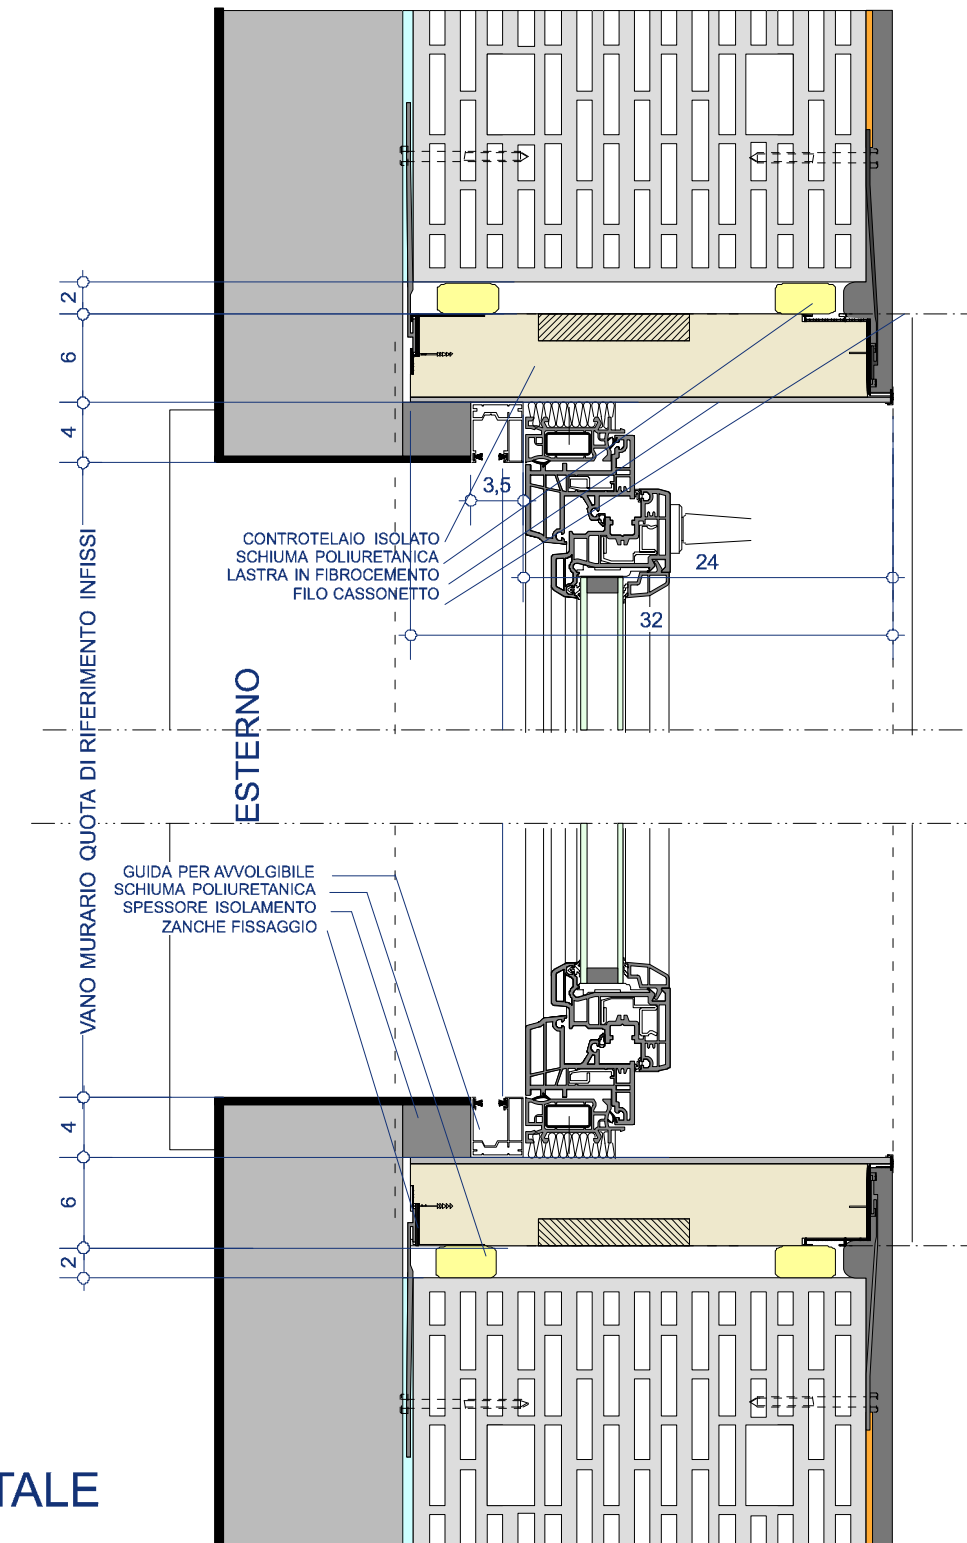 2
6
4
3,5
CONTROTELAIO ISOLATO
SCHIUMA POLIURETANICA
LASTRA IN FIBROCEMENTO
FILO CASSONETTO
24
32
VANO MURARIO QUOTA DI RIFERIMENTO INFISSI
ESTERNO
GUIDA PER AVVOLGIBILE
SCHIUMA POLIURETANICA
SPESSORE ISOLAMENTO
ZANCHE FISSAGGIO
4
6
2
TALE